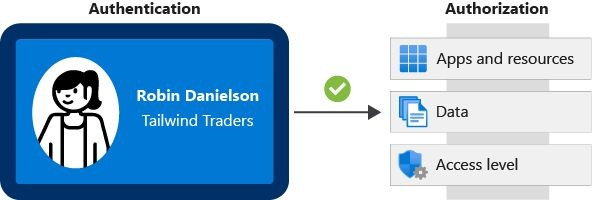 Authentication
Authorization
Robin Danielson
Tailwind Traders
Apps and resources
Data
Access level